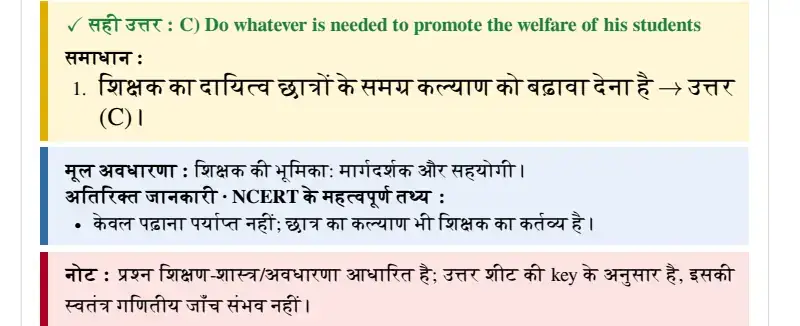 ✓ सही उत्तर : C) Do whatever is needed to promote the welfare of his students
समाधान :
1. शिक्षक का दायित्व छात्रों के समग्र कल्याण को बढ़ावा देना है → उत्तर
(C)।
मूल अवधारणा : शिक्षक की भूमिका: मार्गदर्शक और सहयोगी।
अतिरिक्त जानकारी · NCERT के महत्वपूर्ण तथ्य :
• केवल पढ़ाना पर्याप्त नहीं; छात्र का कल्याण भी शिक्षक का कर्तव्य है।
नोट : प्रश्न शिक्षण-शास्त्र/अवधारणा आधारित है; उत्तर शीट की key के अनुसार है, इसकी
स्वतंत्र गणितीय जाँच संभव नहीं।